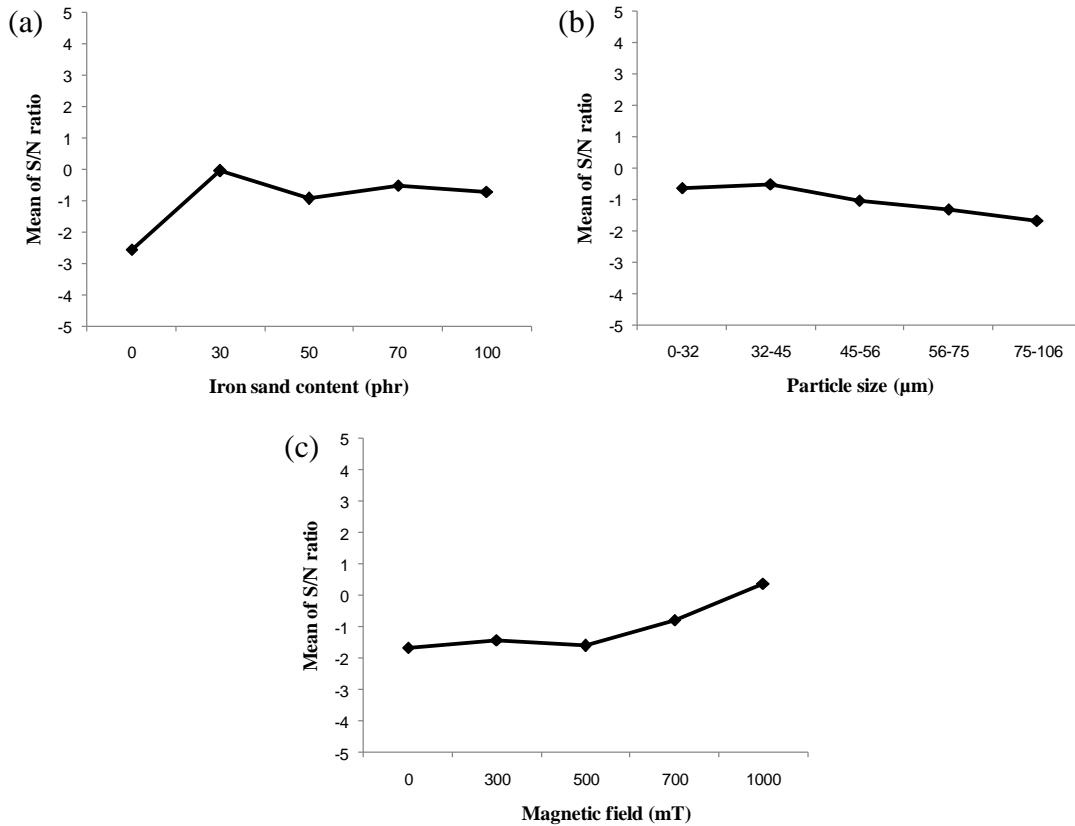 (a)
Mean of S/N ratio
5
4
3
2
1
0
-1
-2
-3
-4
-5
0 30 50 70 100
Iron sand content (phr)
(b)
Mean of S/N ratio
5
4
3
2
1
0
-1
-2
-3
-4
-5
0-32 32-45 45-56 56-75 75-106
Particle size (µm)
(c)
Mean of S/N ratio
5
4
3
2
1
0
-1
-2
-3
-4
-5
0 300 500 700 1000
Magnetic field (mT)